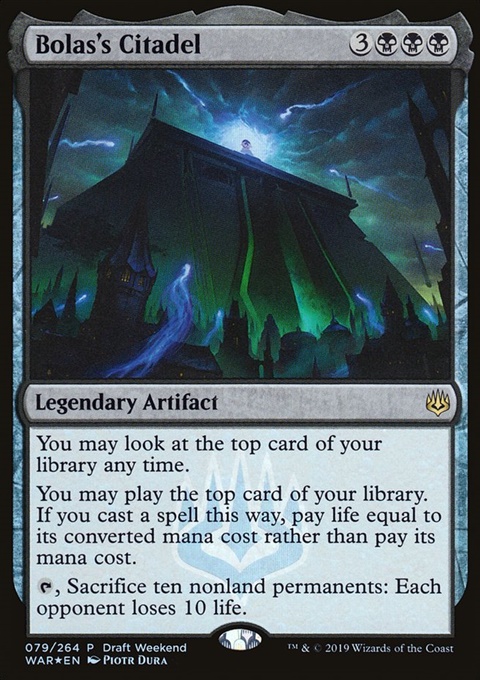 Bolas's Citadel 3
Legendary Artifact
You may look at the top card of your
library any time.
You may play the top card of your library.
If you cast a spell this way, pay life equal to
its converted mana cost rather than pay its
mana cost.
, Sacrifice ten nonland permanents: Each
opponent loses 10 life.
079/264 P Draft Weekend
WAR★EN Piotr Dura
™ & © 2019 Wizards of the Coast